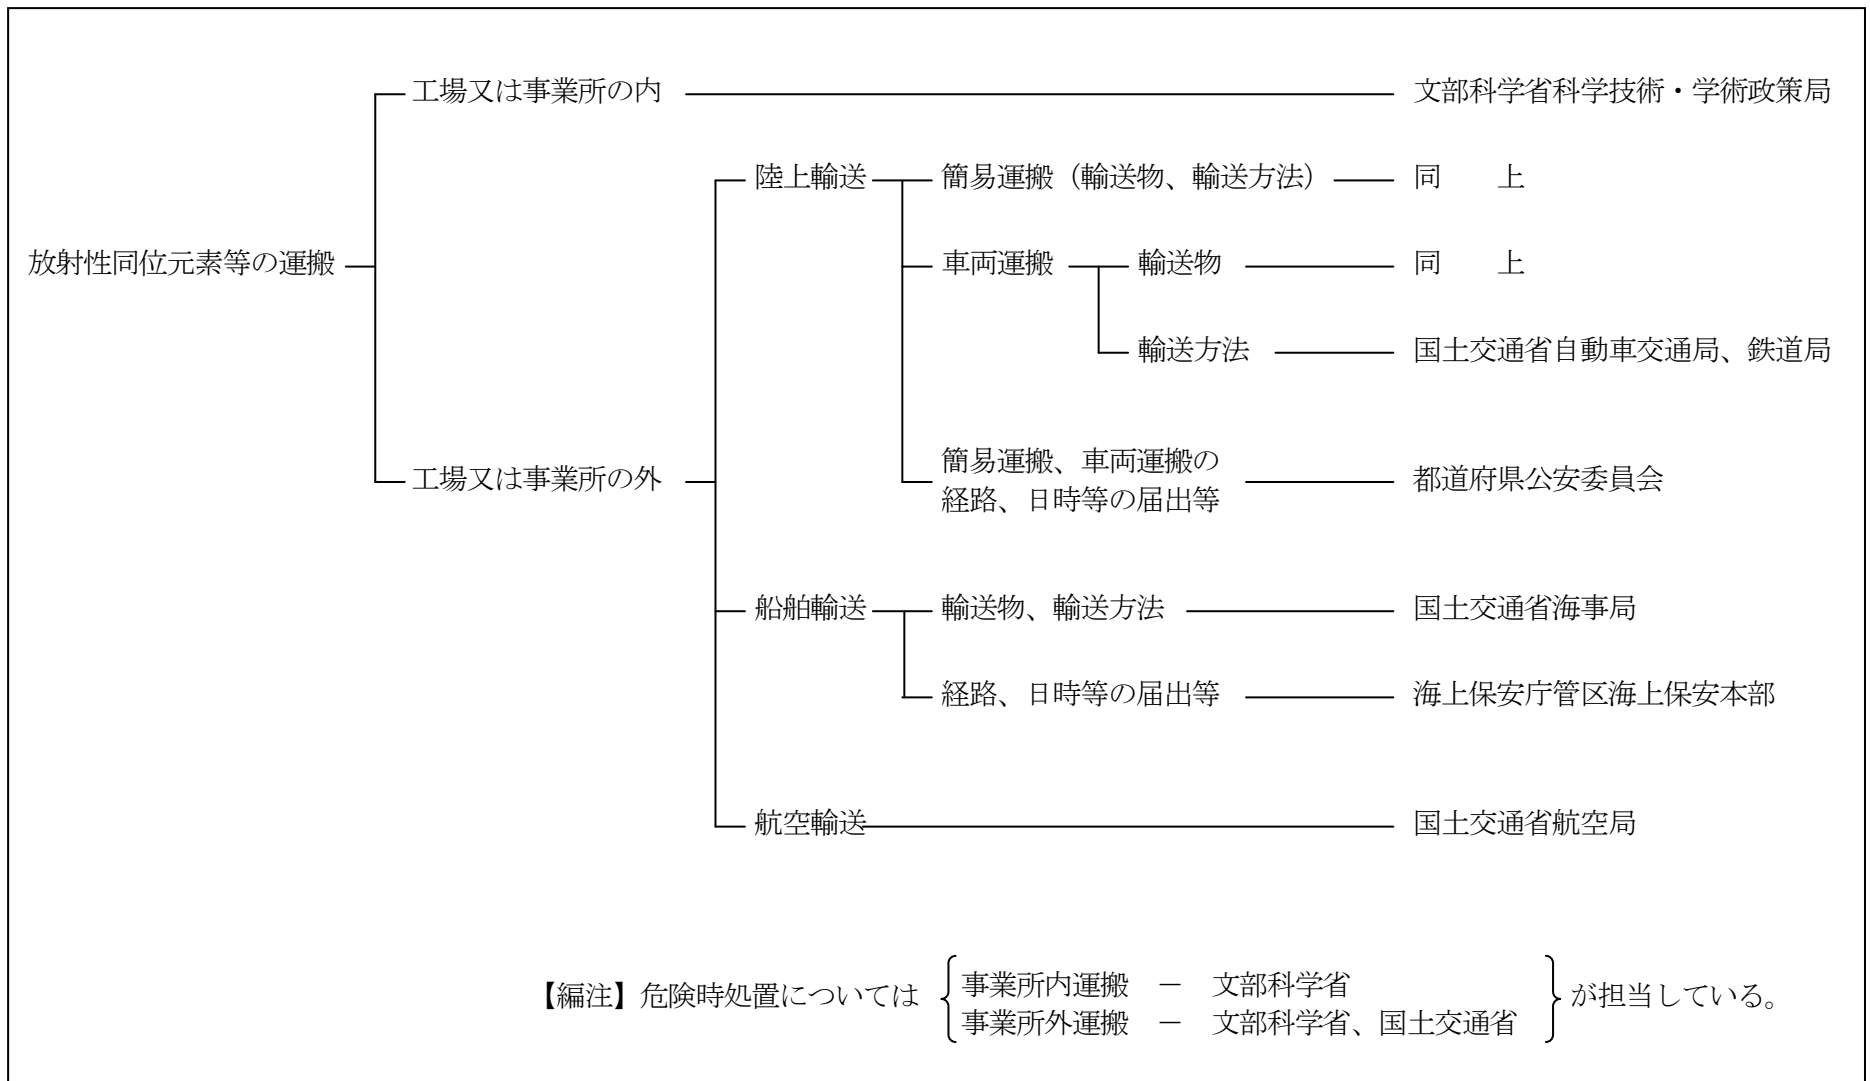 工場又は事業所の内 文部科学省科学技術・学術政策局
陸上輸送 簡易運搬（輸送物、輸送方法） 同　　上
放射性同位元素等の運搬 車両運搬 輸送物 同　　上
輸送方法 国土交通省自動車交通局、鉄道局
簡易運搬、車両運搬の
工場又は事業所の外 経路、日時等の届出等 都道府県公安委員会
船舶輸送 輸送物、輸送方法 国土交通省海事局
経路、日時等の届出等 海上保安庁管区海上保安本部
航空輸送 国土交通省航空局
【編注】危険時処置については 事業所内運搬　－　文部科学省
事業所外運搬　－　文部科学省、国土交通省 が担当している。